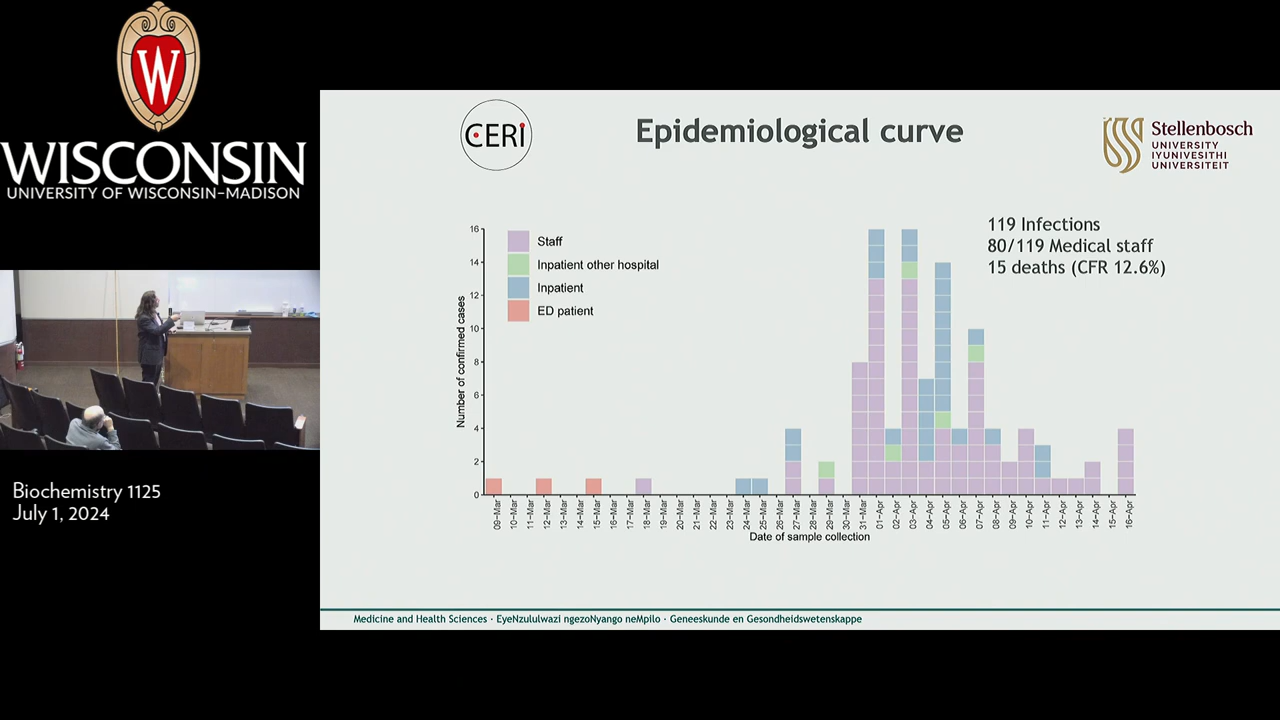 W
WISCONSIN
UNIVERSITY OF WISCONSIN–MADISON
Biochemistry 1125
July 1, 2024
CERI
Epidemiological curve
Stellenbosch
UNIVERSITY
IYUNIVESITHI
UNIVERSITEIT
119 Infections
80/119 Medical staff
15 deaths (CFR 12.6%)
Staff
Inpatient other hospital
Inpatient
ED patient
Number of confirmed cases
16
14
12
10
8
6
4
2
0
09–Mar
10–Mar
11–Mar
12–Mar
13–Mar
14–Mar
15–Mar
16–Mar
17–Mar
18–Mar
19–Mar
20–Mar
21–Mar
22–Mar
23–Mar
24–Mar
25–Mar
26–Mar
27–Mar
28–Mar
29–Mar
30–Mar
31–Mar
01–Apr
02–Apr
03–Apr
04–Apr
05–Apr
06–Apr
07–Apr
08–Apr
09–Apr
10–Apr
11–Apr
12–Apr
13–Apr
14–Apr
15–Apr
16–Apr
Date of sample collection
Medicine and Health Sciences · EyeNzululwazi ngezoNyango neMpilo · Geneeskunde en Gesondheidswetenskappe